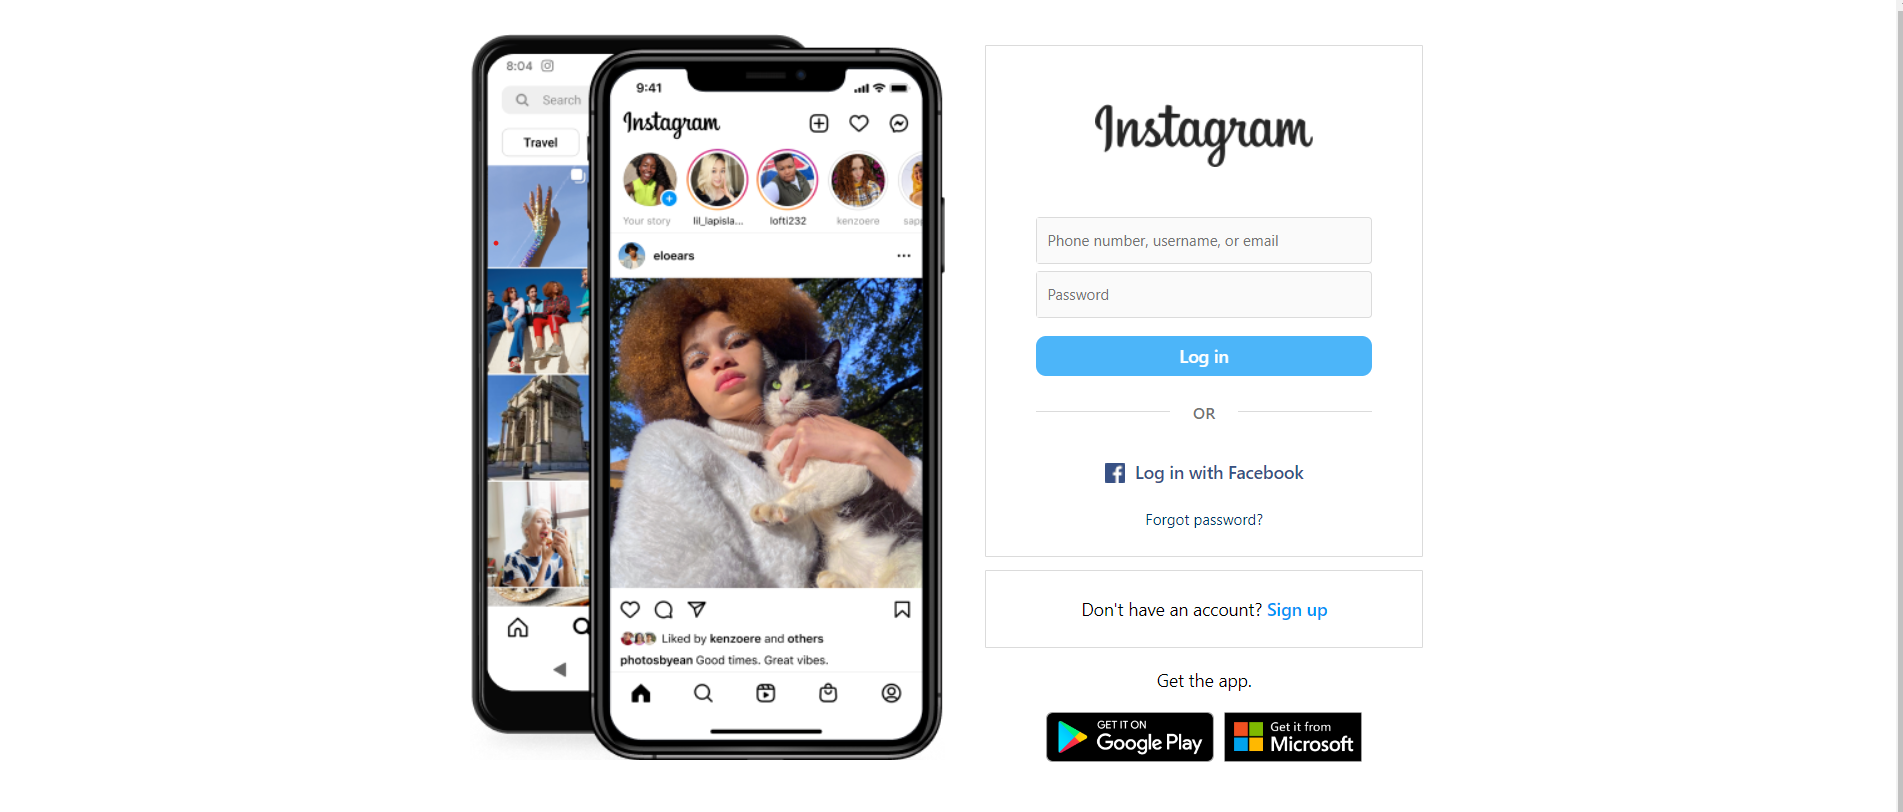 8:04
Search
Travel
9:41
Instagram
Your story
lil_lapisla...
lofti232
kenzoere
sapp
eloears
Liked by kenzoere and others
photosbyean Good times. Great vibes.
Instagram
Phone number, username, or email
Password
Log in
OR
Log in with Facebook
Forgot password?
Don't have an account? Sign up
Get the app.
GET IT ON
Google Play
Get it from
Microsoft